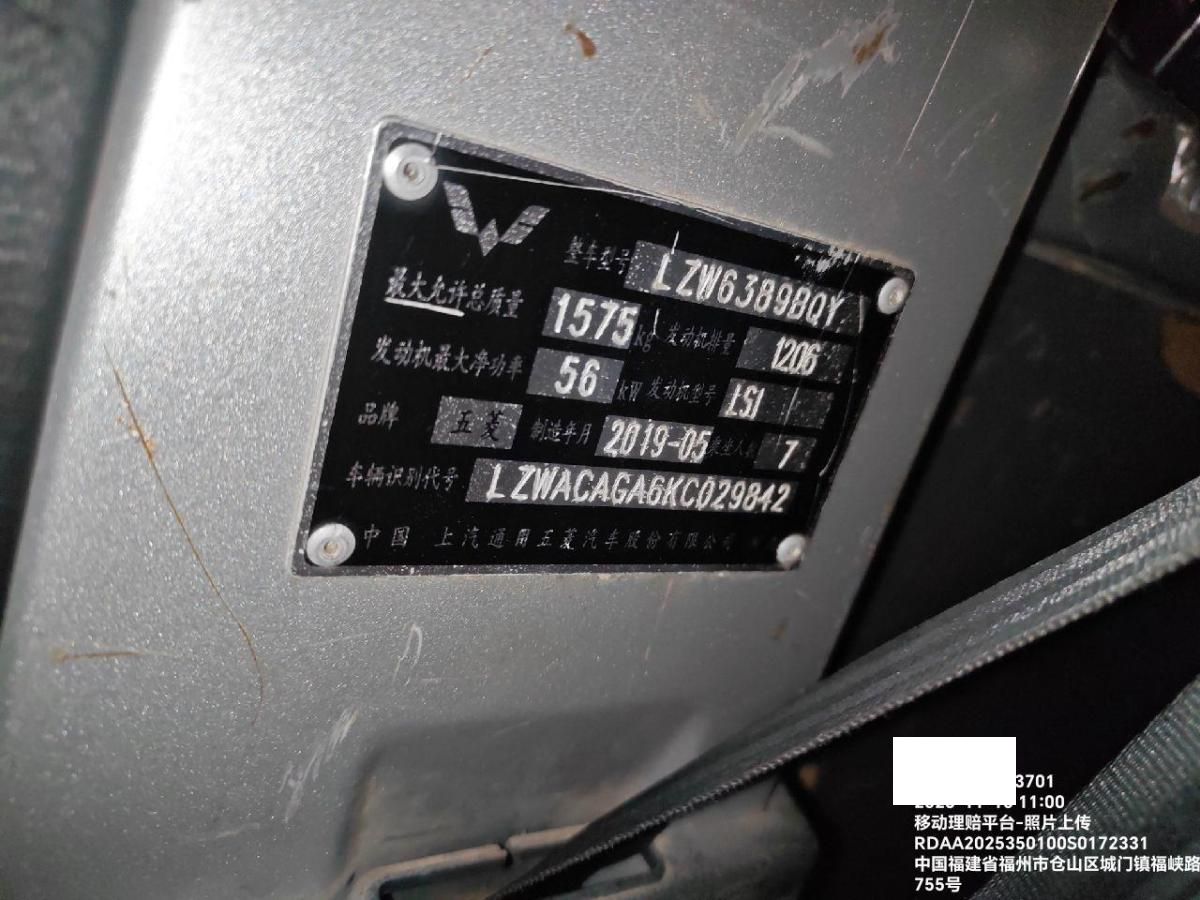 整车型号 LZW6389BQY
最大允许总质量 1575 kg 发动机排量 1206
发动机最大净功率 56 kW 发动机型号 LSI
品牌 五菱 制造年月 2019-05 乘坐人数 7
车辆识别代号 LZWACAGA6KC029842
中国 上汽通用五菱汽车股份有限公司
3701
11:00
移动理赔平台-照片上传
RDAA2025350100S0172331
中国福建省福州市仓山区城门镇福峡路
755号